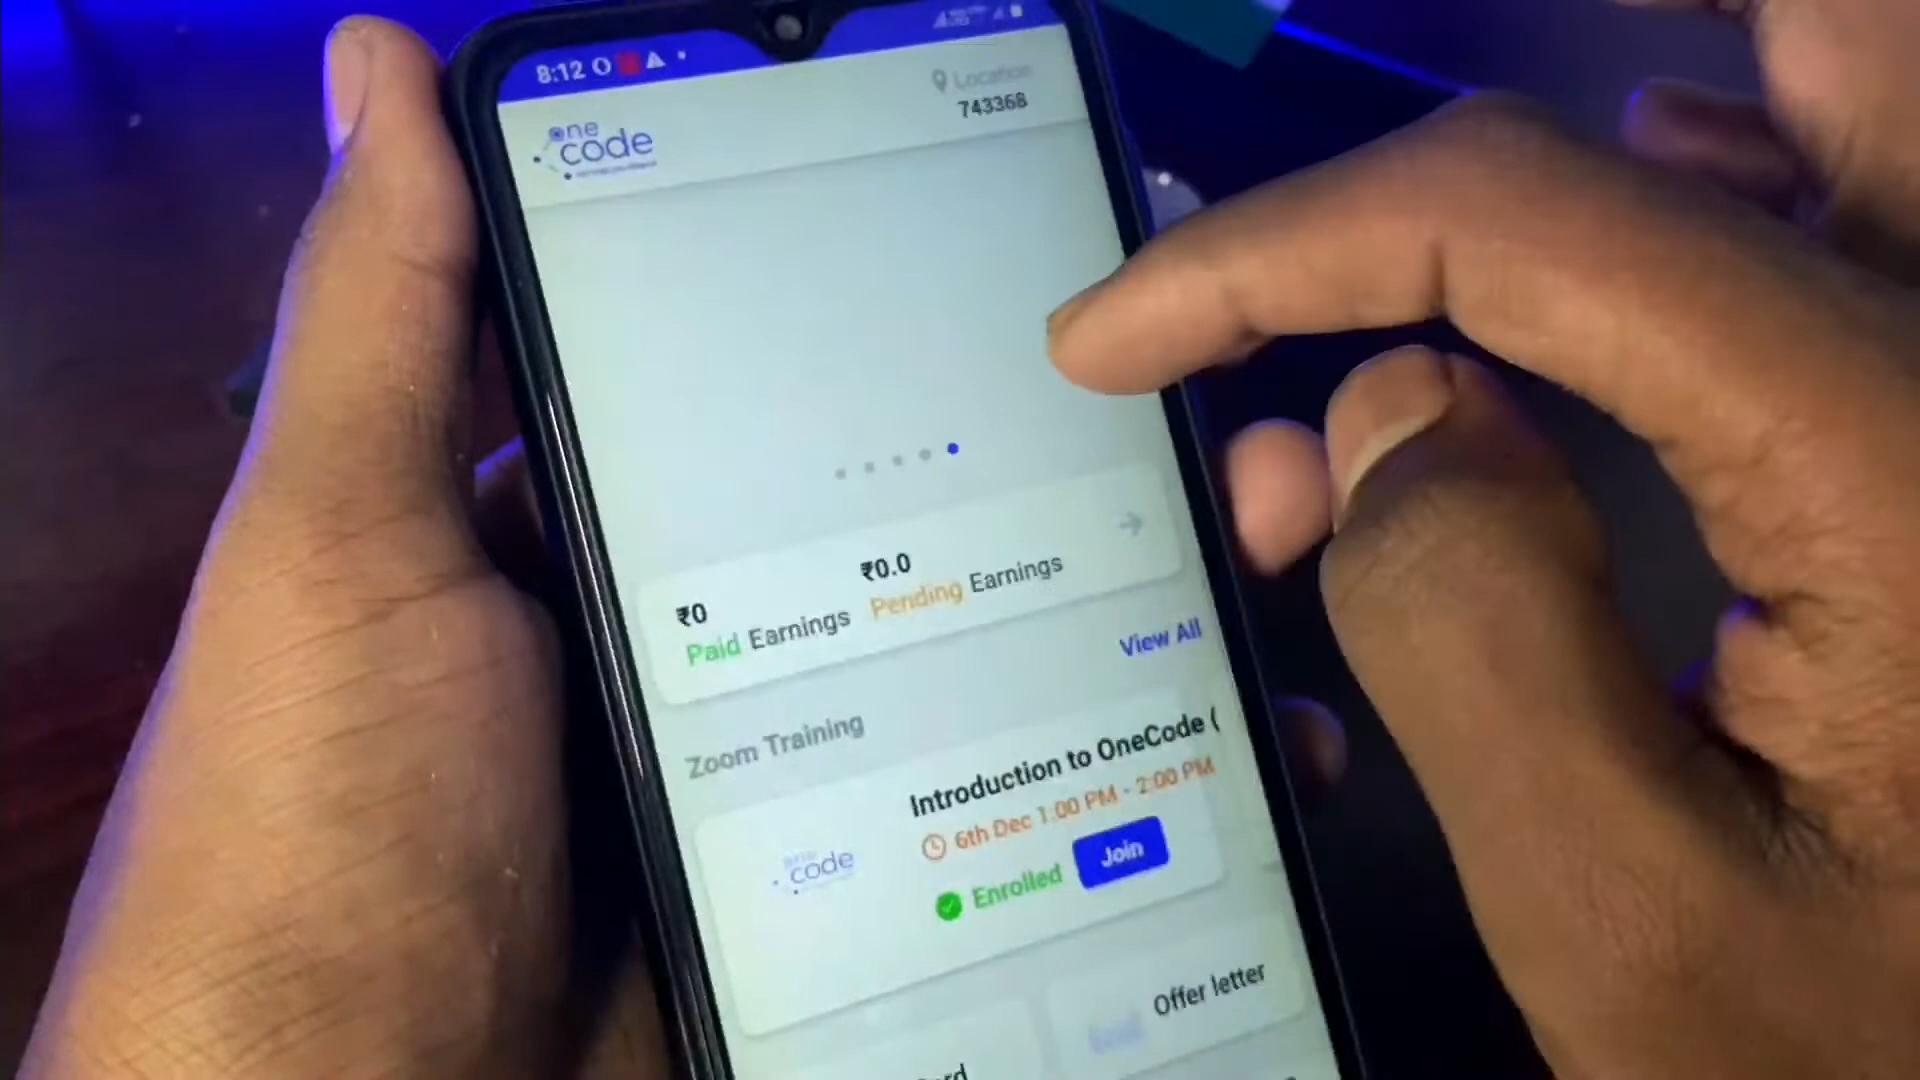 8:12
Location
743368
one
code
₹0
Paid Earnings
₹0.0
Pending Earnings
View All
Zoom Training
Introduction to OneCode (
6th Dec 1:00 PM - 2:00 PM
Enrolled
Join
code
Offer letter